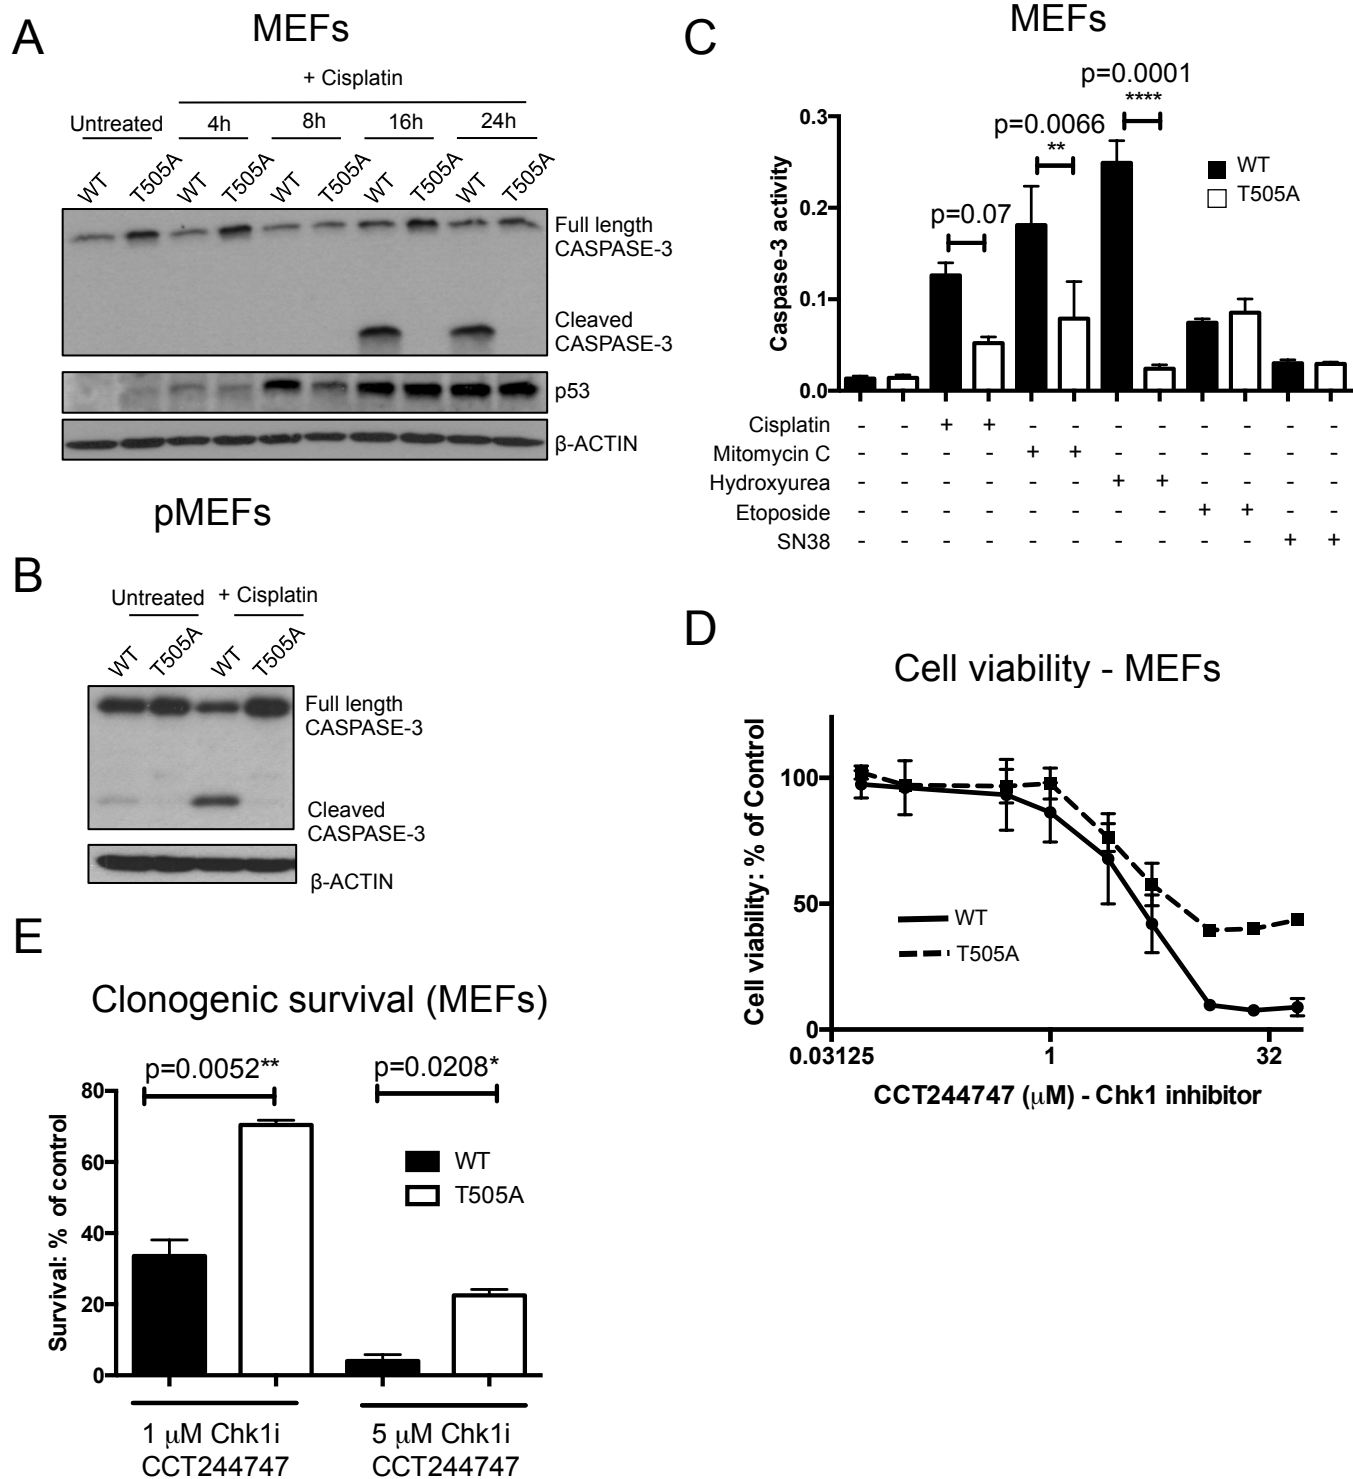 A
MEFs
+ Cisplatin
Untreated 4h 8h 16h 24h
WT T505A WT T505A WT T505A WT T505A WT T505A
Full length
CASPASE-3
Cleaved
CASPASE-3
p53
β-ACTIN
pMEFs
B
Untreated + Cisplatin
WT T505A WT T505A
Full length
CASPASE-3
Cleaved
CASPASE-3
β-ACTIN
C
MEFs
p=0.0001
****
p=0.0066
**
p=0.07
WT
T505A
Caspase-3 activity
0.3
0.2
0.1
0.0
Cisplatin - - + + - - - - - - - -
Mitomycin C - - - - + + - - - - - -
Hydroxyurea - - - - - - + + - - - -
Etoposide - - - - - - - - + + - -
SN38 - - - - - - - - - - + +
D
Cell viability - MEFs
Cell viability: % of Control
100
50
0
WT
T505A
0.03125 1 32
CCT244747 (μM) - Chk1 inhibitor
E
Clonogenic survival (MEFs)
p=0.0052** p=0.0208*
Survival: % of control
80
60
40
20
0
WT
T505A
1 μM Chk1i
CCT244747
5 μM Chk1i
CCT244747